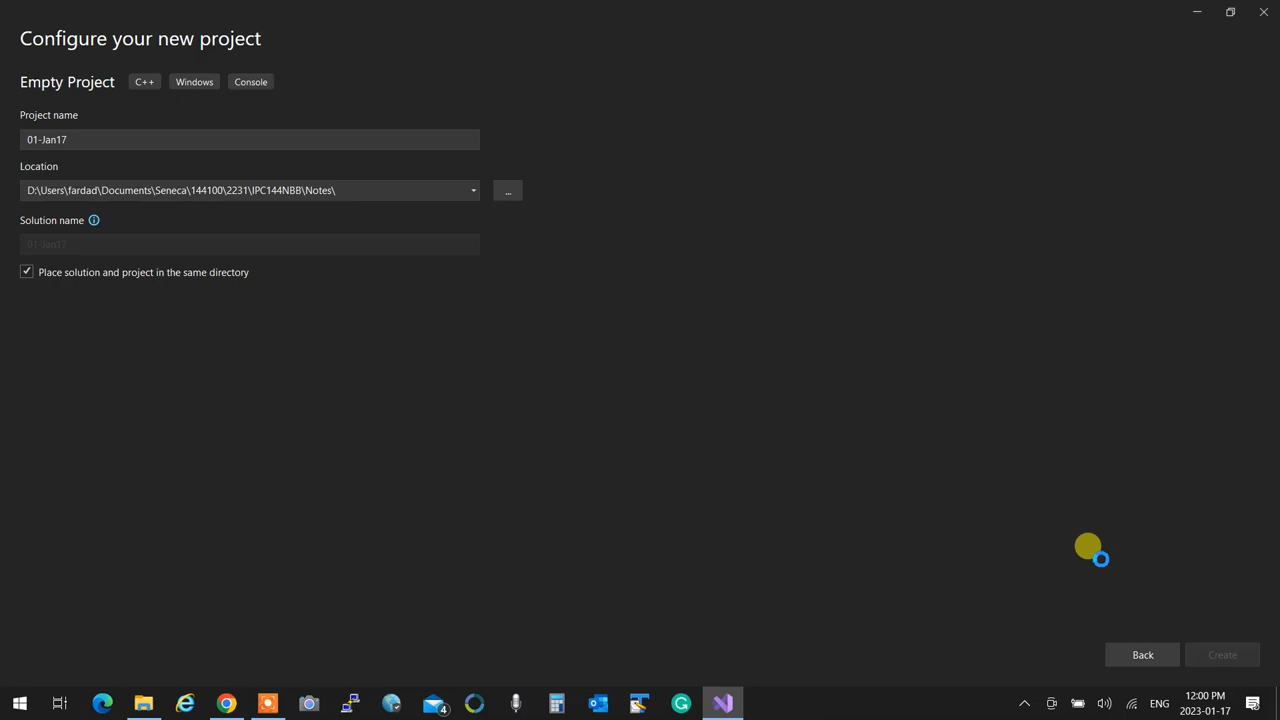 Configure your new project
Empty Project C++ Windows Console
Project name
01-Jan17
Location
D:\Users\fardad\Documents\Seneca\144100\2231\IPC144NBB\Notes\
...
Solution name
01-Jan17
Place solution and project in the same directory
Back Create
4
ENG
12:00 PM
2023-01-17